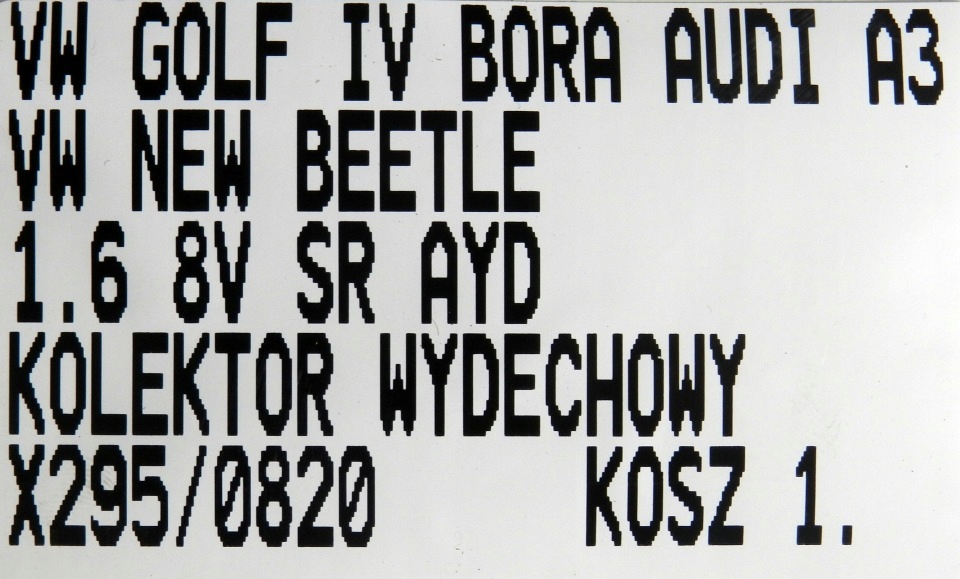 VW GOLF IV BORA AUDI A3
VW NEW BEETLE
1.6 8V SR AYD
KOLEKTOR WYDECHOWY
X295/0820 KOSZ 1.